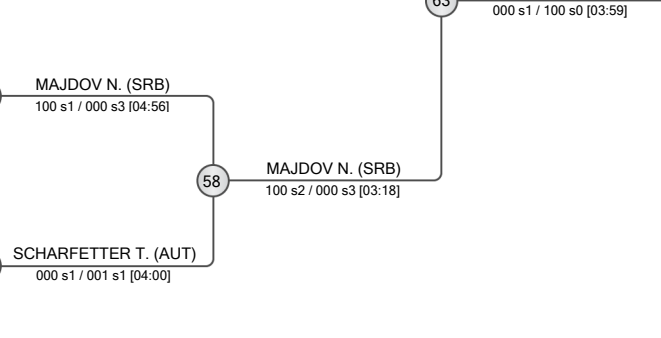 63
000 s1 / 100 s0 [03:59]
MAJDOV N. (SRB)
100 s1 / 000 s3 [04:56]
58
MAJDOV N. (SRB)
100 s2 / 000 s3 [03:18]
SCHARFETTER T. (AUT)
000 s1 / 001 s1 [04:00]